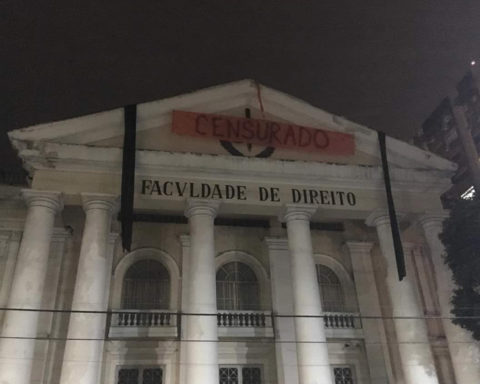 CENSURADO
FACVLDADE DE DIREITO